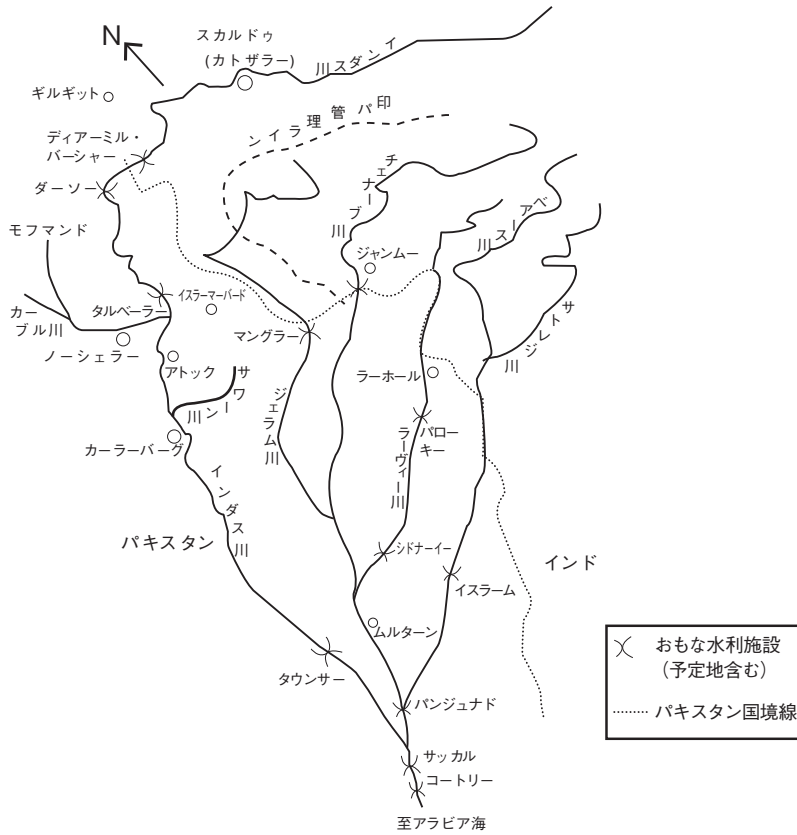 N
スカルドゥ
(カトザラー)
インダス川
ギルギット
印パ管理ライン
ディアーミル・
バーシャー
チェナーブ川
ダーソー
ベアース川
モフマンド
ジャンムー
カーブル川
タルベーラー
イスラーマーバード
サトレジ川
マングラー
ノーシェラー
アトック
ラーホール
サワーン川
ジェラム川
バロー
キー
ラーヴィー川
カーラーバーグ
インダス川
パキスタン
シドナーイー
インド
イスラーム
ムルターン
おもな水利施設
(予定地含む)
タウンサー
パンジュナド
パキスタン国境線
サッカル
コートリー
至アラビア海